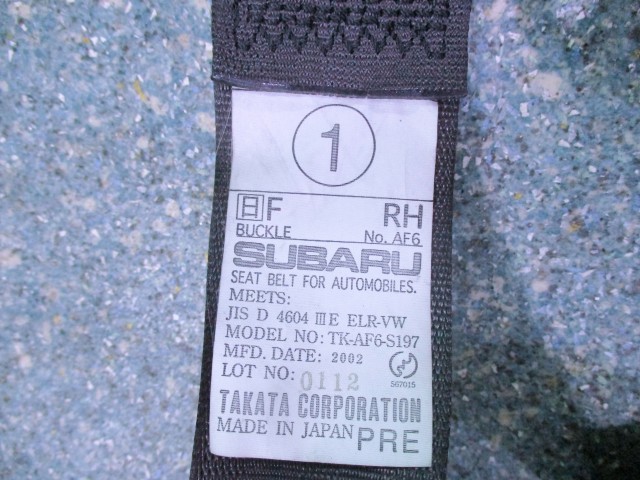 1
日F RH
BUCKLE No. AF6
SUBARU
SEAT BELT FOR AUTOMOBILES.
MEETS:
JIS D 4604 ⅢE ELR-VW
MODEL NO: TK-AF6-S197
MFD. DATE: 2002
LOT NO: 0112
567015
TAKATA CORPORATION
MADE IN JAPAN PRE